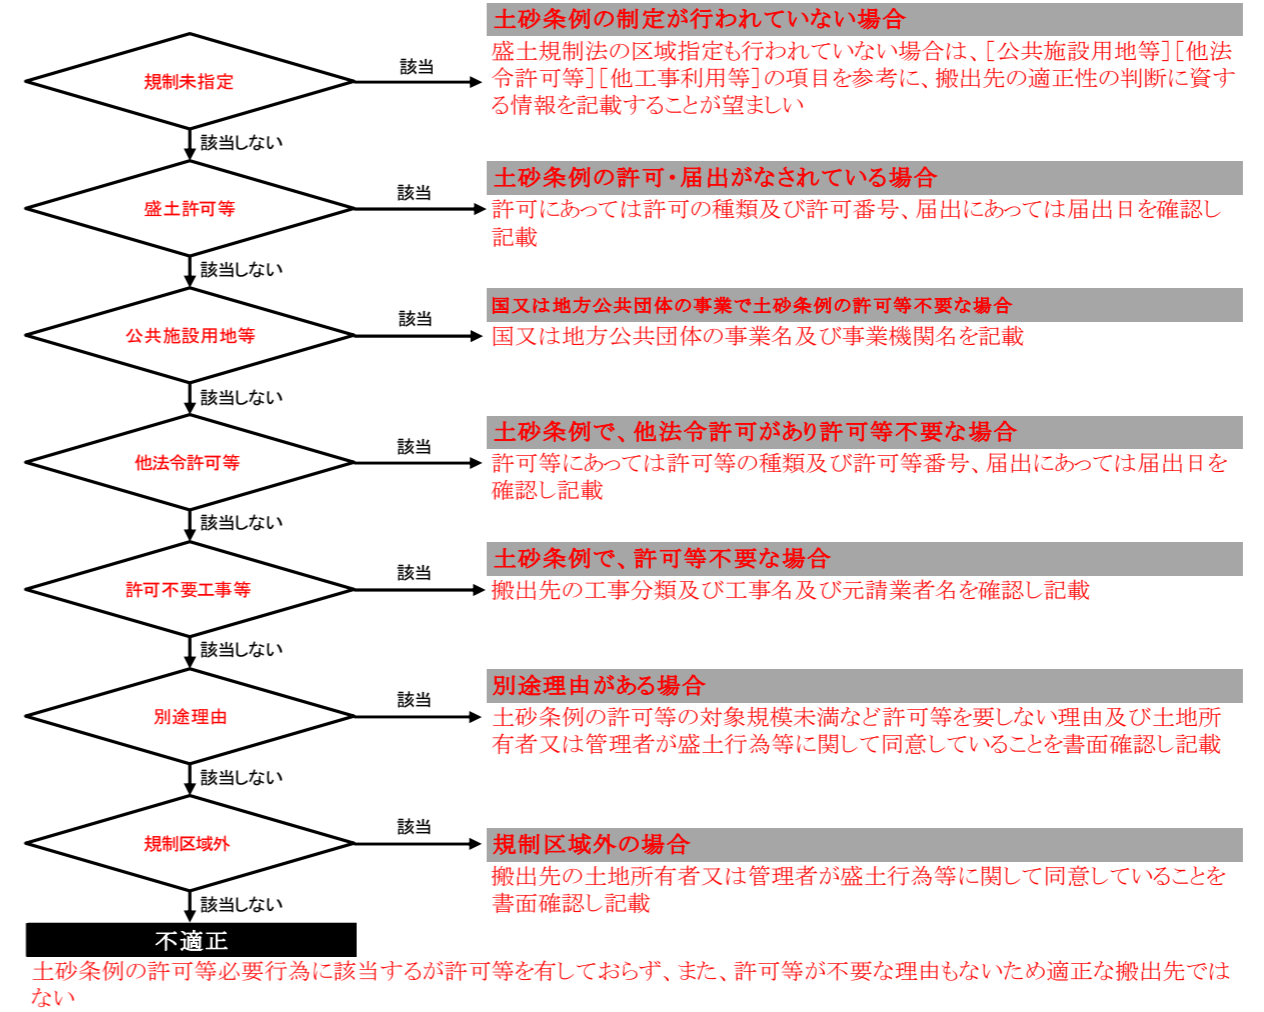 土砂条例の制定が行われていない場合
規制未指定
該当
盛土規制法の区域指定も行われていない場合は、［公共施設用地等］［他法
令許可等］［他工事利用等］の項目を参考に、搬出先の適正性の判断に資す
る情報を記載することが望ましい
該当しない
土砂条例の許可・届出がなされている場合
盛土許可等
該当
許可にあっては許可の種類及び許可番号、届出にあっては届出日を確認し
記載
該当しない
国又は地方公共団体の事業で土砂条例の許可等不要な場合
公共施設用地等
該当
国又は地方公共団体の事業名及び事業機関名を記載
該当しない
土砂条例で、他法令許可があり許可等不要な場合
他法令許可等
該当
許可等にあっては許可等の種類及び許可等番号、届出にあっては届出日を
確認し記載
該当しない
土砂条例で、許可等不要な場合
許可不要工事等
該当
搬出先の工事分類及び工事名及び元請業者名を確認し記載
該当しない
別途理由がある場合
別途理由
該当
土砂条例の許可等の対象規模未満など許可等を要しない理由及び土地所
有者又は管理者が盛土行為等に関して同意していることを書面確認し記載
該当しない
規制区域外の場合
規制区域外
該当
搬出先の土地所有者又は管理者が盛土行為等に関して同意していることを
書面確認し記載
該当しない
不適正
土砂条例の許可等必要行為に該当するが許可等を有しておらず、また、許可等が不要な理由もないため適正な搬出先では
ない